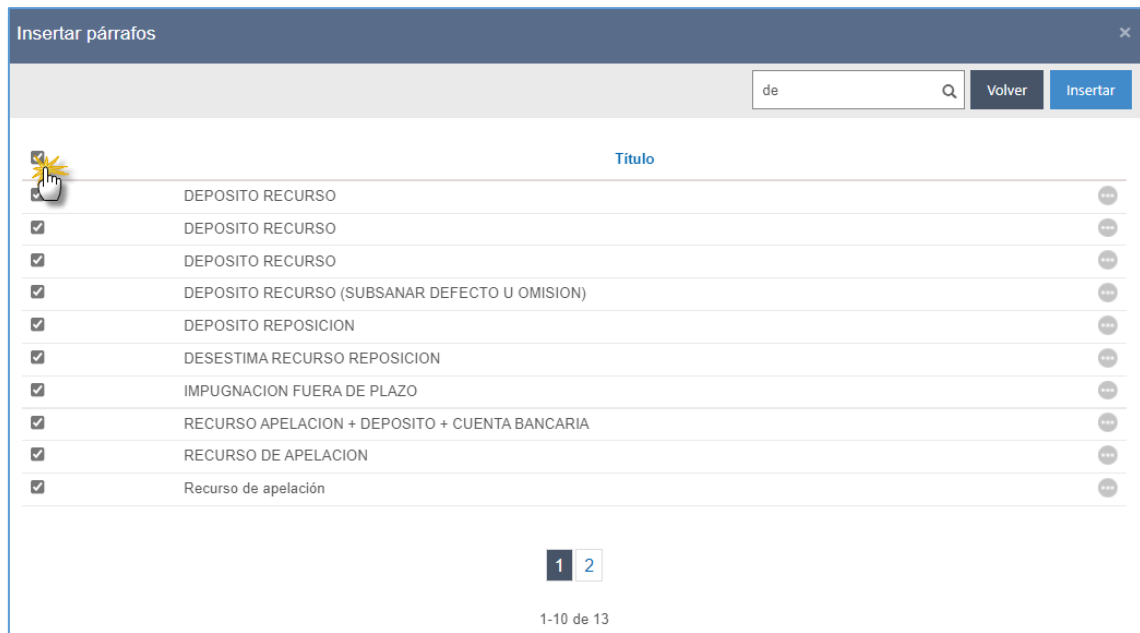 Insertar párrafos ×
de Volver Insertar
Título
DEPOSITO RECURSO
DEPOSITO RECURSO
DEPOSITO RECURSO
DEPOSITO RECURSO (SUBSANAR DEFECTO U OMISION)
DEPOSITO REPOSICION
DESESTIMA RECURSO REPOSICION
IMPUGNACION FUERA DE PLAZO
RECURSO APELACION + DEPOSITO + CUENTA BANCARIA
RECURSO DE APELACION
Recurso de apelación
1 2
1-10 de 13